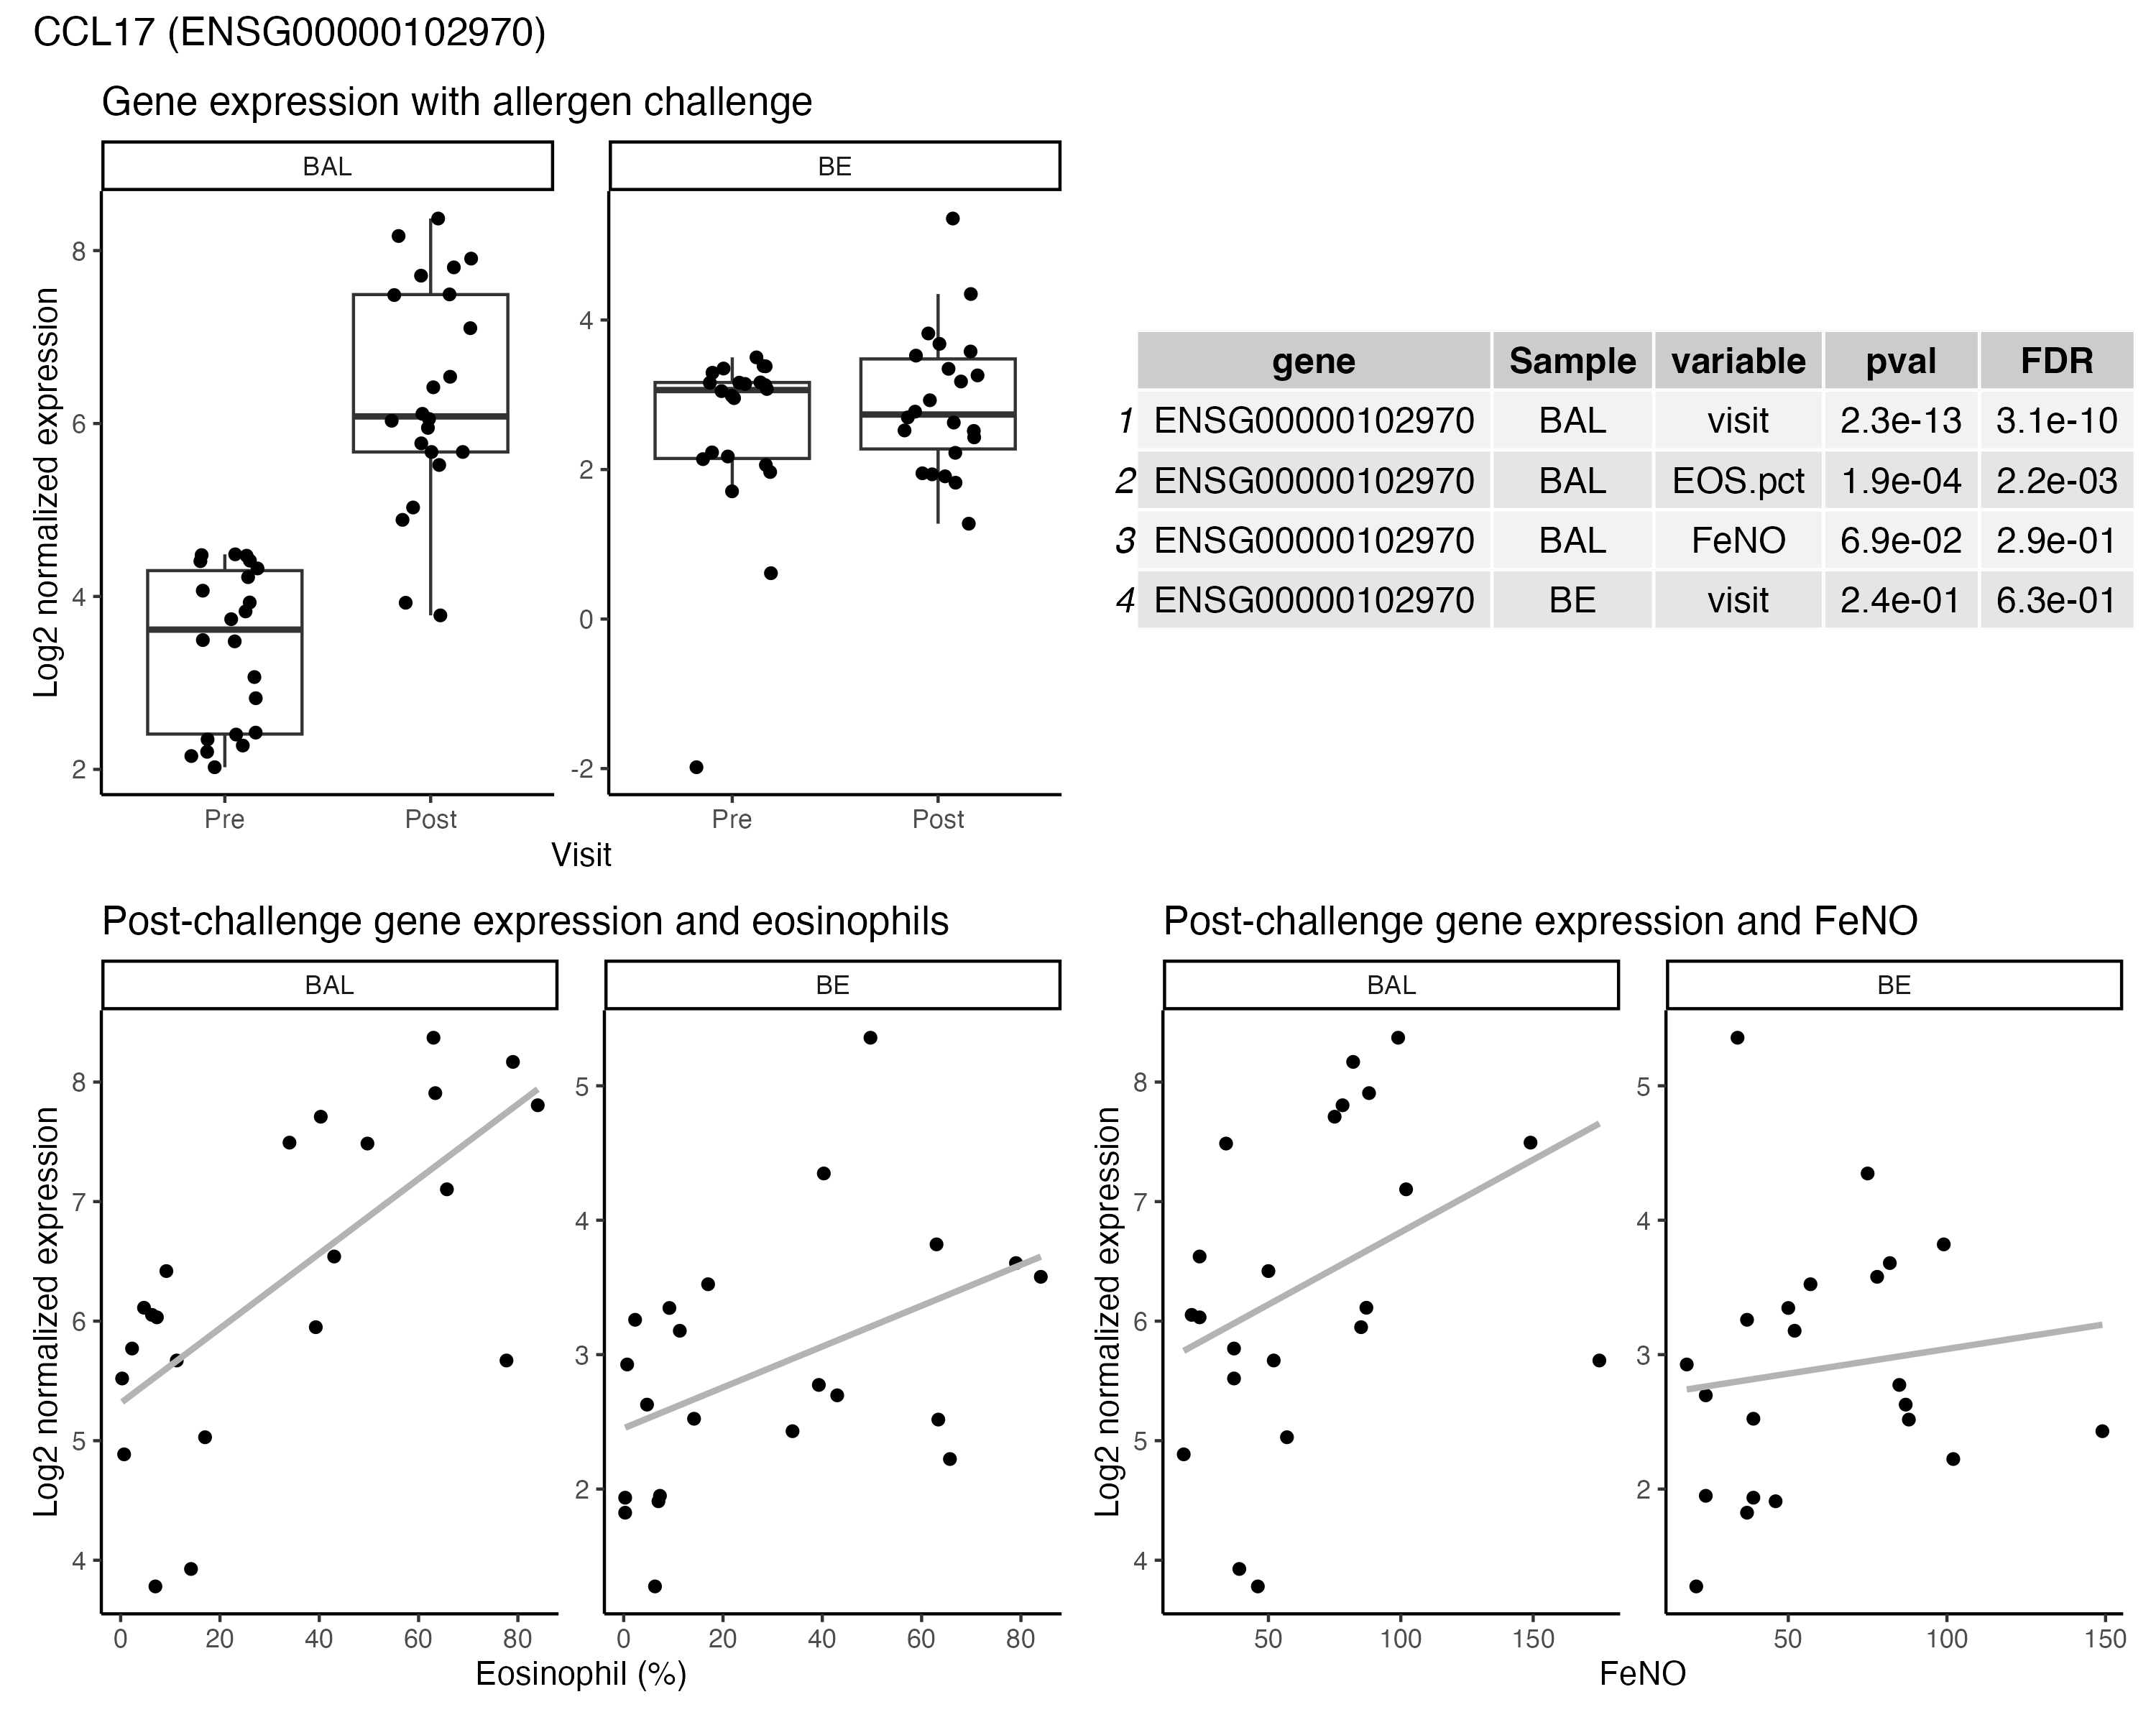 CCL17 (ENSG00000102970)
Gene expression with allergen challenge
BAL
BE
Log2 normalized expression
8
6
4
2
4
2
0
-2
Pre
Post
Pre
Post
Visit
gene Sample variable pval FDR
1 ENSG00000102970 BAL visit 2.3e-13 3.1e-10
2 ENSG00000102970 BAL EOS.pct 1.9e-04 2.2e-03
3 ENSG00000102970 BAL FeNO 6.9e-02 2.9e-01
4 ENSG00000102970 BE visit 2.4e-01 6.3e-01
Post-challenge gene expression and eosinophils
BAL
BE
Log2 normalized expression
8
7
6
5
4
5
4
3
2
0 20 40 60 80
0 20 40 60 80
Eosinophil (%)
Post-challenge gene expression and FeNO
BAL
BE
Log2 normalized expression
8
7
6
5
4
5
4
3
2
50 100 150
50 100 150
FeNO